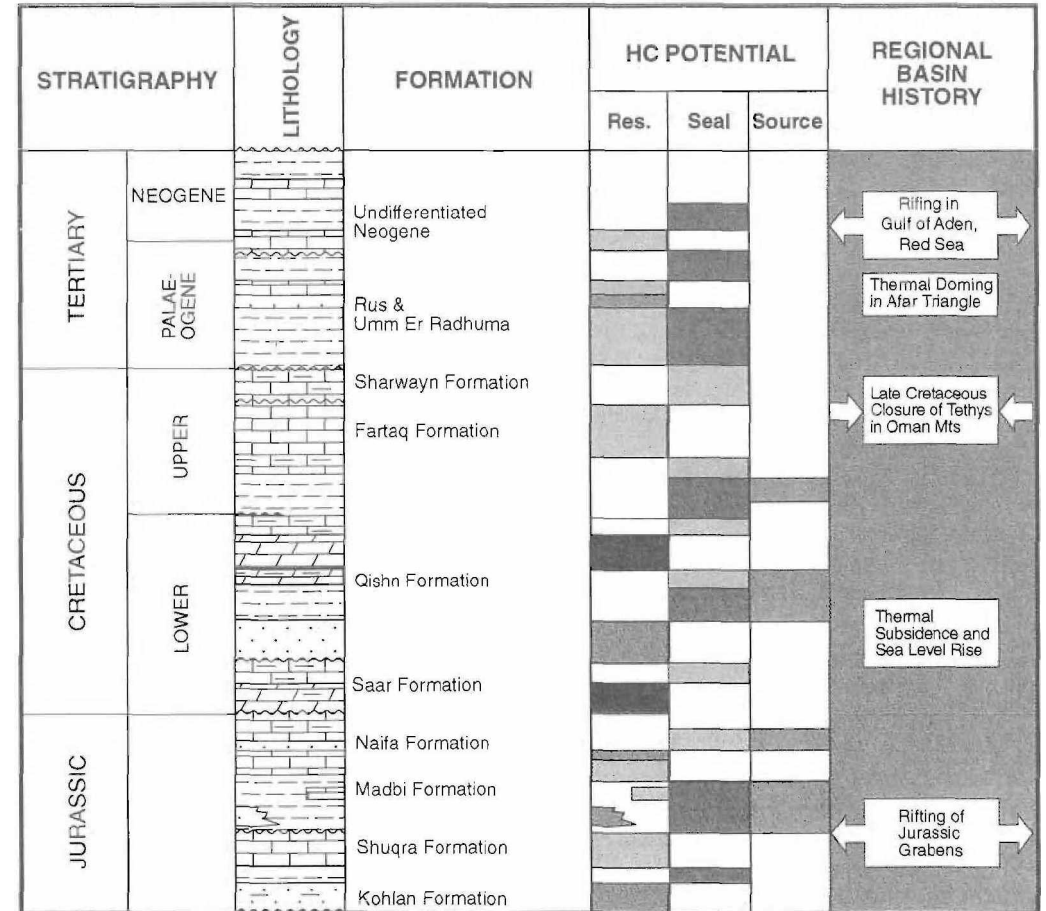 STRATIGRAPHY
LITHOLOGY
FORMATION
HC POTENTIAL
Res.
Seal
Source
REGIONAL
BASIN
HISTORY
TERTIARY
NEOGENE
PALAE-
OGENE
CRETACEOUS
UPPER
LOWER
JURASSIC
Undifferentiated
Neogene
Rus &
Umm Er Radhuma
Sharwayn Formation
Fartaq Formation
Qishn Formation
Saar Formation
Naifa Formation
Madbi Formation
Shuqra Formation
Kohlan Formation
Rifing in
Gulf of Aden,
Red Sea
Thermal Doming
in Afar Triangle
Late Cretaceous
Closure of Tethys
in Oman Mts
Thermal
Subsidence and
Sea Level Rise
Rifting of
Jurassic
Grabens